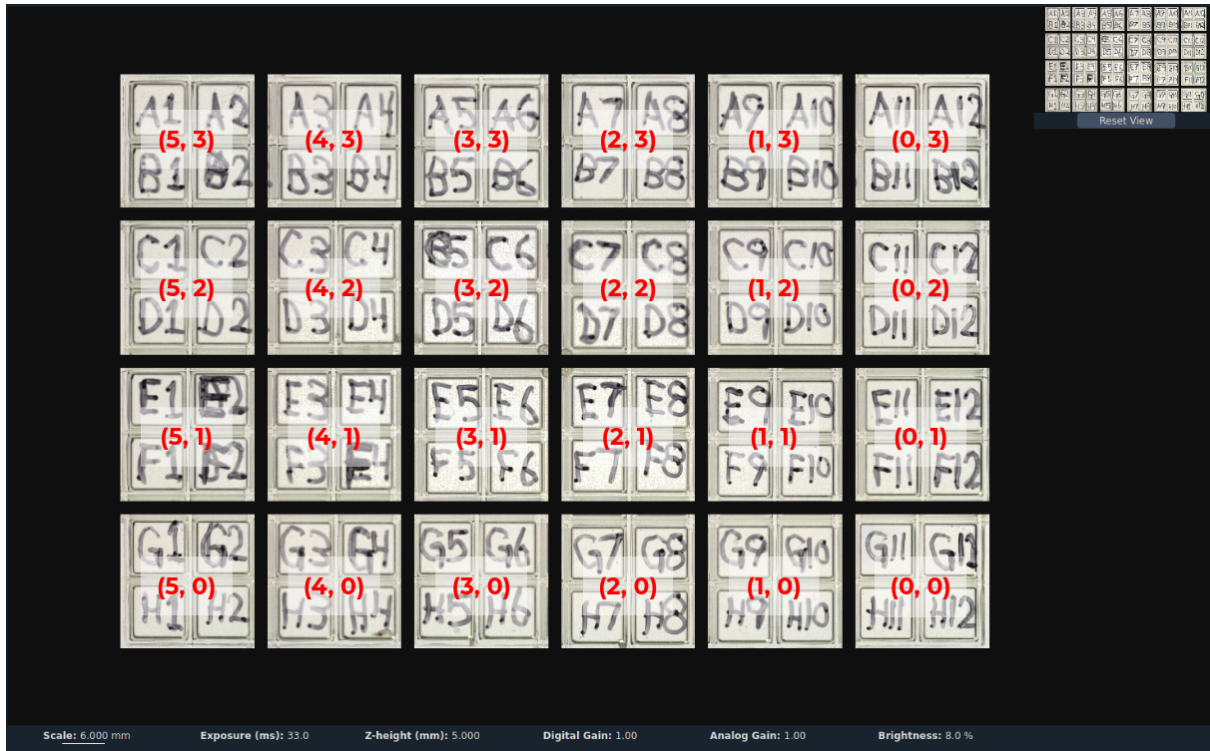 A1 A2 A3 A4 A5 A6 A7 A8 A9 A10 A11 A12
(5, 3) (4, 3) (3, 3) (2, 3) (1, 3) (0, 3)
B1 B2 B3 B4 B5 B6 B7 B8 B9 B10 B11 B12
C1 C2 C3 C4 B5 C6 C7 C8 C9 C10 C11 C12
(5, 2) (4, 2) (3, 2) (2, 2) (1, 2) (0, 2)
D1 D2 D3 D4 D5 D6 D7 D8 D9 D10 D11 D12
E1 E2 E3 E4 E5 E6 E7 E8 E9 E10 E11 E12
(5, 1) (4, 1) (3, 1) (2, 1) (1, 1) (0, 1)
F1 F2 F3 F4 F5 F6 F7 F8 F9 F10 F11 F12
G1 G2 G3 G4 G5 G6 G7 G8 G9 G10 G11 G12
(5, 0) (4, 0) (3, 0) (2, 0) (1, 0) (0, 0)
H1 H2 H3 H4 H5 H6 H7 H8 H9 H10 H11 H12
Reset View
Scale: 6.000 mm Exposure (ms): 33.0 Z-height (mm): 5.000 Digital Gain: 1.00 Analog Gain: 1.00 Brightness: 8.0 %